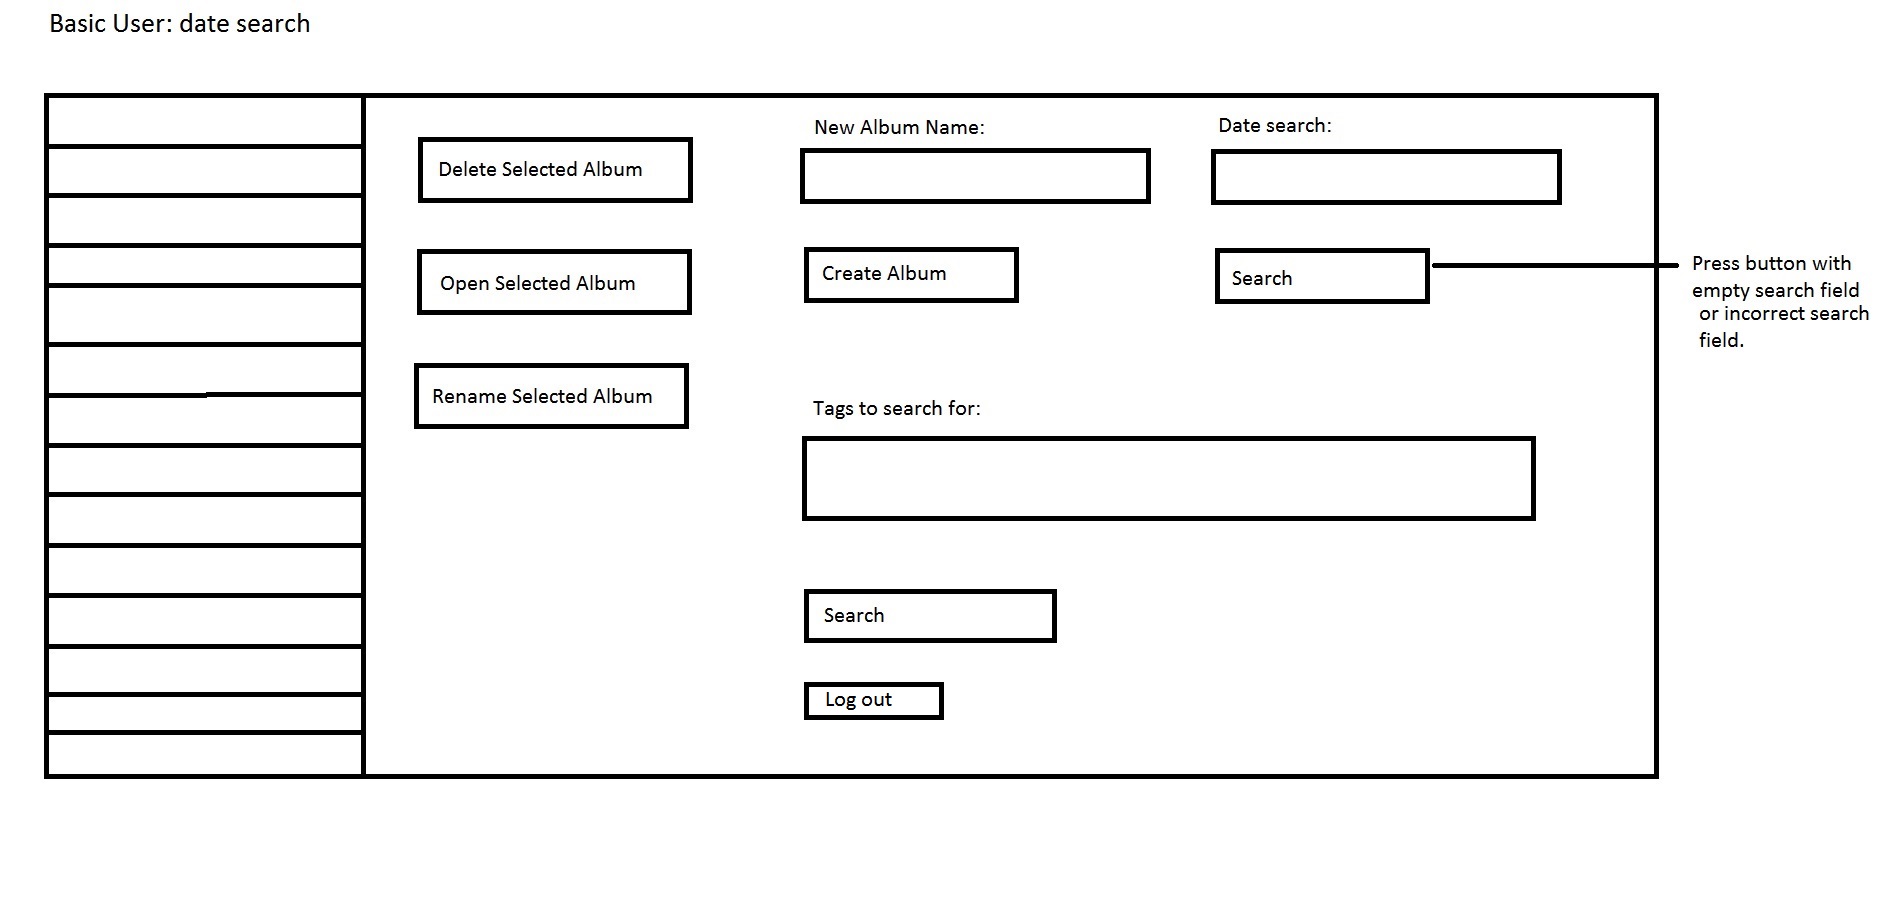 Basic User: date search
New Album Name:
Date search:
Delete Selected Album
Open Selected Album
Create Album
Search
Press button with
empty search field
or incorrect search
field.
Rename Selected Album
Tags to search for:
Search
Log out